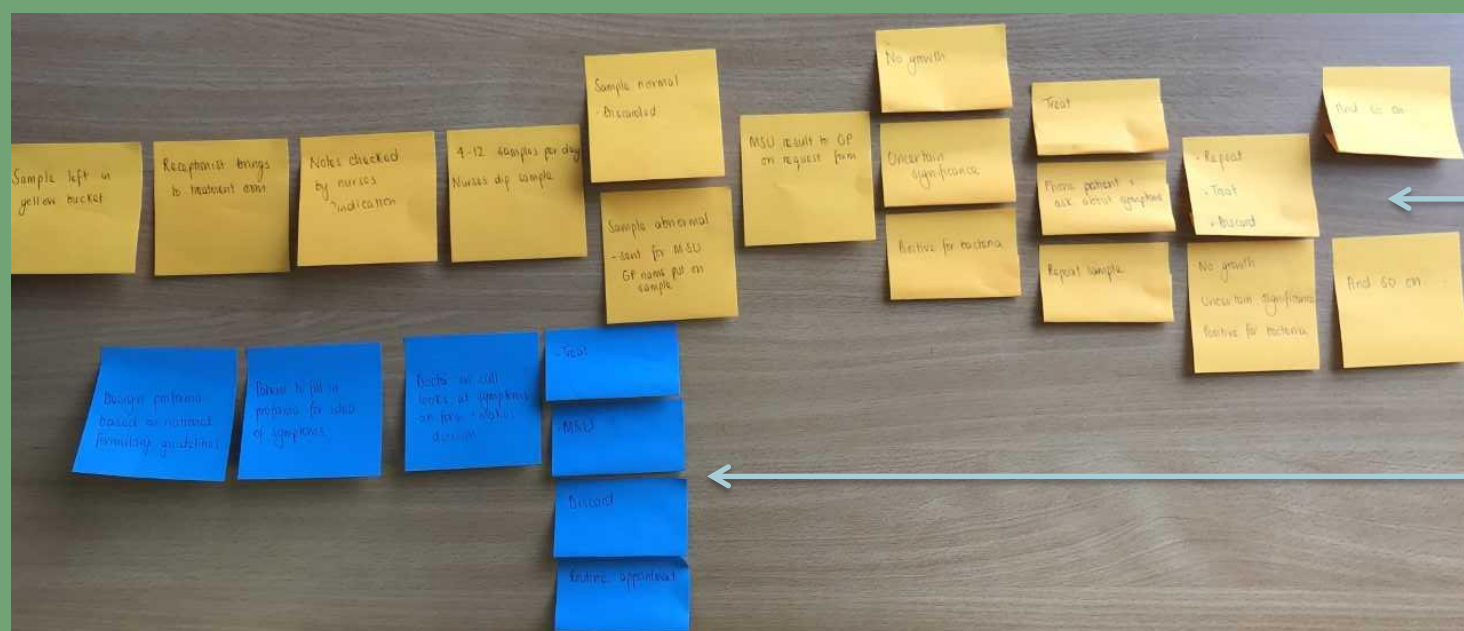 Sample left in
yellow bucket
Receptionist brings
to treatment room
Notes checked
by nurses
?indication
4-12 samples per day
Nurses dip sample
Sample normal
- Discarded
Sample abnormal
- sent for MSU
GP name put on
sample
MSU result to GP
on request form
No growth
Uncertain
significance
Positive for bacteria
Treat
Phone patient +
ask about symptoms
Repeat sample
- Repeat
- Treat
- Discard
No growth
Uncertain significance
Positive for bacteria
And so on...
And so on...
Design proforma
based on national
formulary guidelines
Patient to fill in
proforma for idea
of symptoms
Doctor on call
looks at symptoms
on form - makes
decision
- Treat
- MSU
Discard
Routine appointment